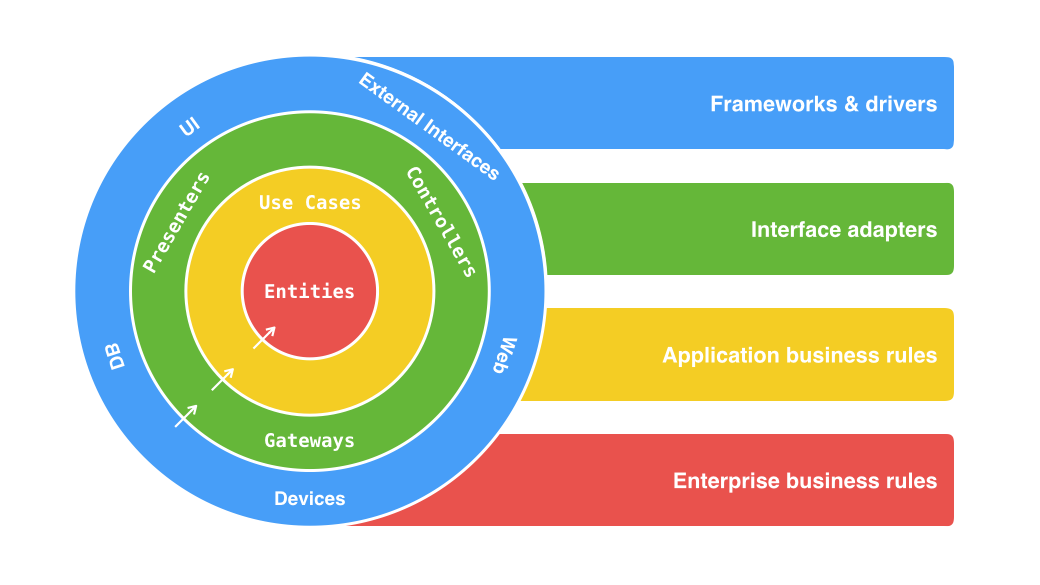 External Interfaces
UI
Presenters
Controllers
Use Cases
Entities
DB
Web
Gateways
Devices
Frameworks & drivers
Interface adapters
Application business rules
Enterprise business rules